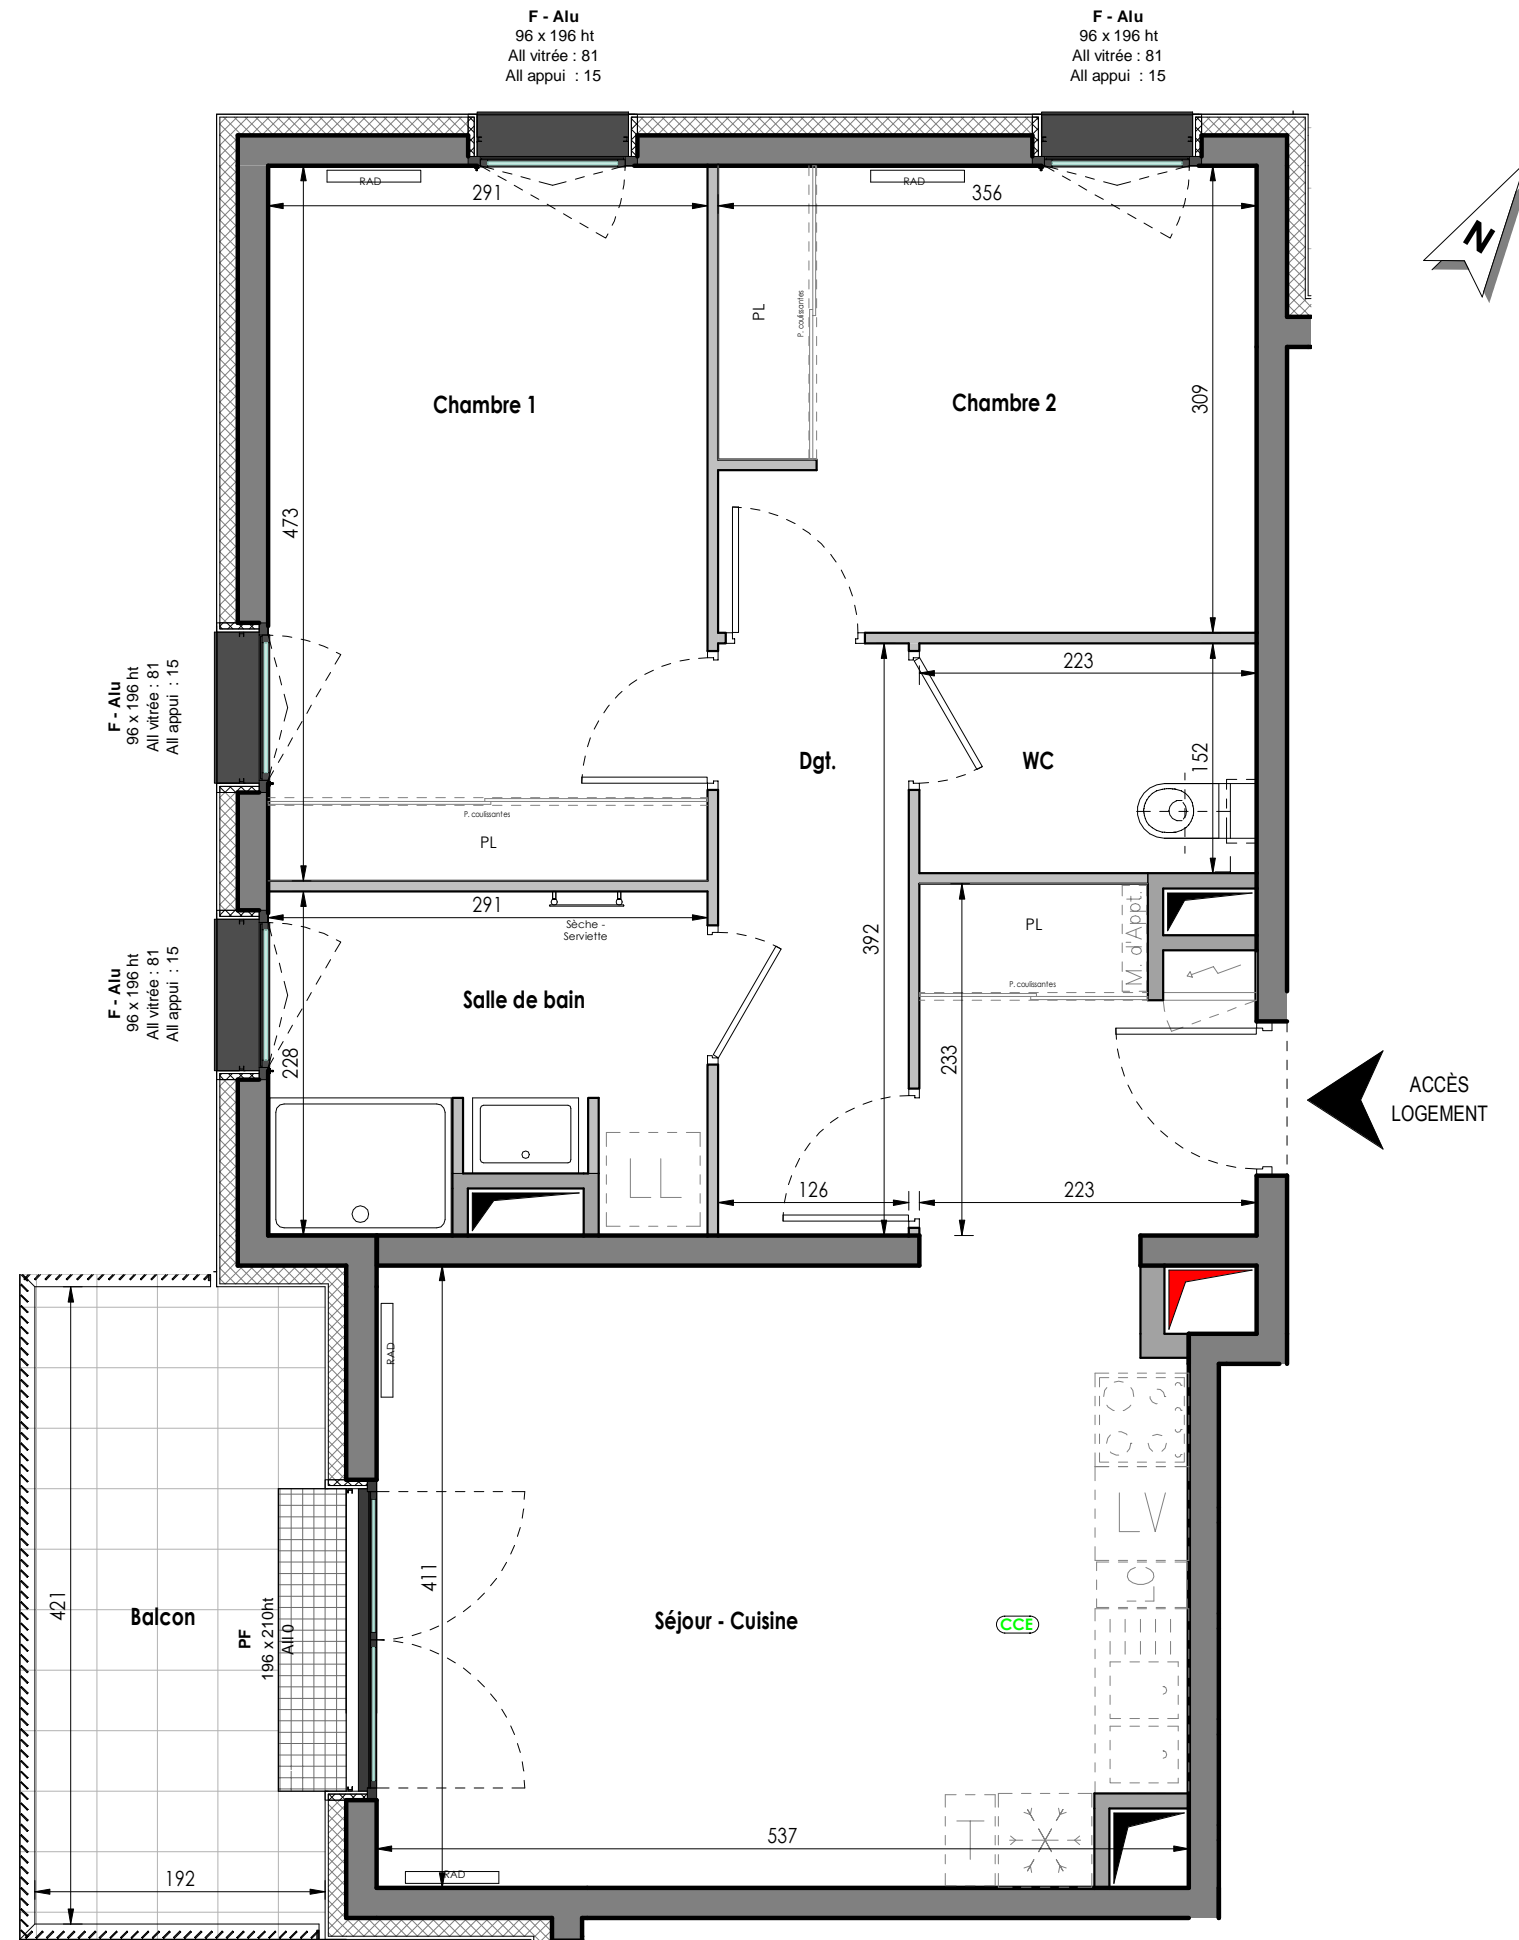 F - Alu
96 x 196 ht
All vitrée : 81
All appui : 15
F - Alu
96 x 196 ht
All vitrée : 81
All appui : 15
RAD
RAD
291
356
N
PL
P. coulissantes
Chambre 1
Chambre 2
309
473
F - Alu
96 x 196 ht
All vitrée : 81
All appui : 15
223
Dgt.
WC
152
P. coulissantes
PL
291
Sèche -
Serviette
392
PL
M. d'Appt.
P. coulissantes
F - Alu
96 x 196 ht
All vitrée : 81
All appui : 15
Salle de bain
228
233
ACCÈS
LOGEMENT
LL
126
223
RAD
LV
LC
411
421
Balcon
PF
196 x 210ht
All 0
Séjour - Cuisine
CCE
T
537
192
RAD